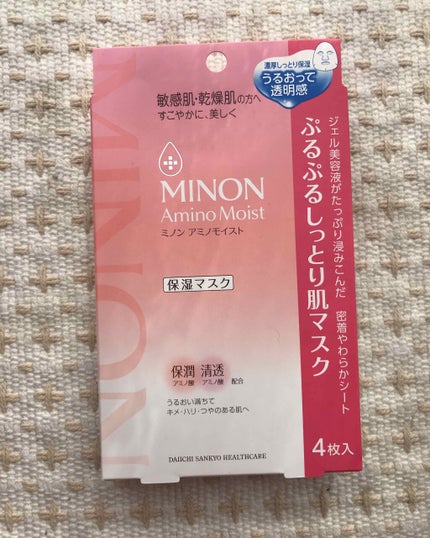 濃厚しっとり保湿
うるおって
透明感
敏感肌・乾燥肌の方へ
すこやかに、美しく
MINON
Amino Moist
ミノン アミノモイスト
保湿マスク
保潤 清透
アミノ酸 アミノ酸 配合
うるおい満ちて
キメ・ハリ・つやのある肌へ
DAIICHI SANKYO HEALTHCARE
ジェル美容液がたっぷり浸みこんだ 密着やわらかシート
ぷるぷるしっとり肌マスク
4枚入
MINON